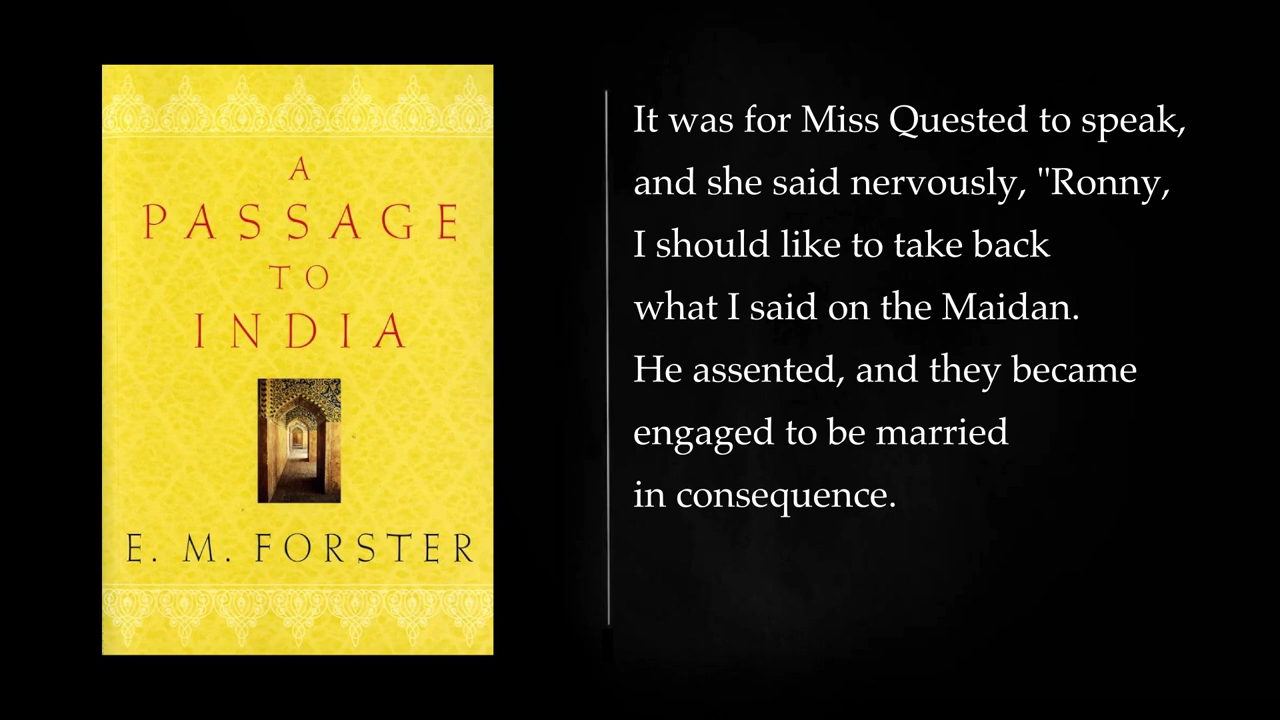 A
PASSAGE
TO
INDIA
E. M. FORSTER
It was for Miss Quested to speak,
and she said nervously, "Ronny,
I should like to take back
what I said on the Maidan.
He assented, and they became
engaged to be married
in consequence.